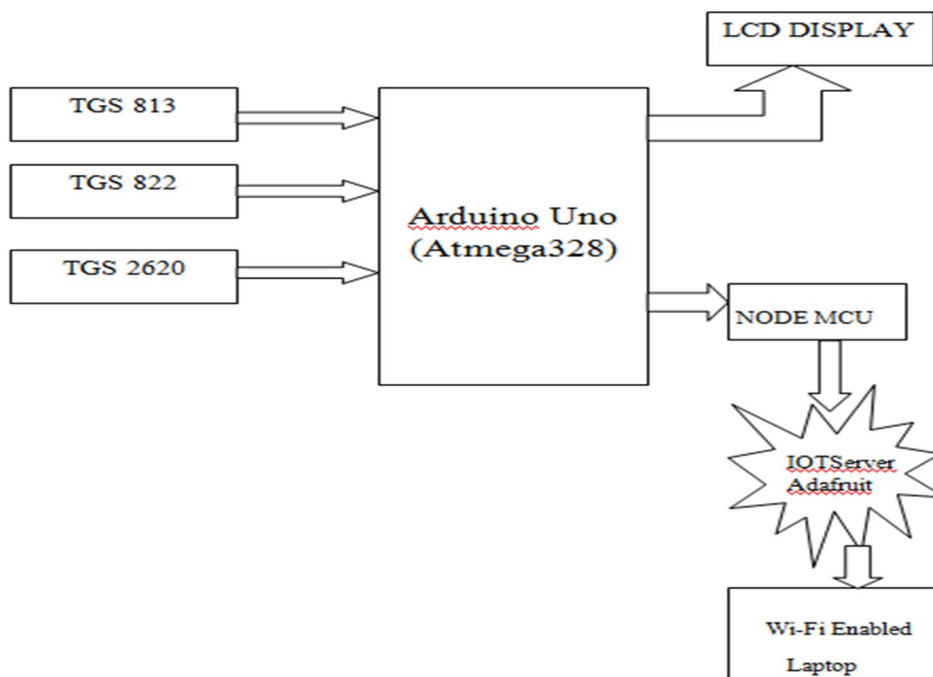 LCD DISPLAY
TGS 813
TGS 822
TGS 2620
Arduino Uno
(Atmega328)
NODE MCU
IOTServer
Adafruit
Wi-Fi Enabled
Laptop